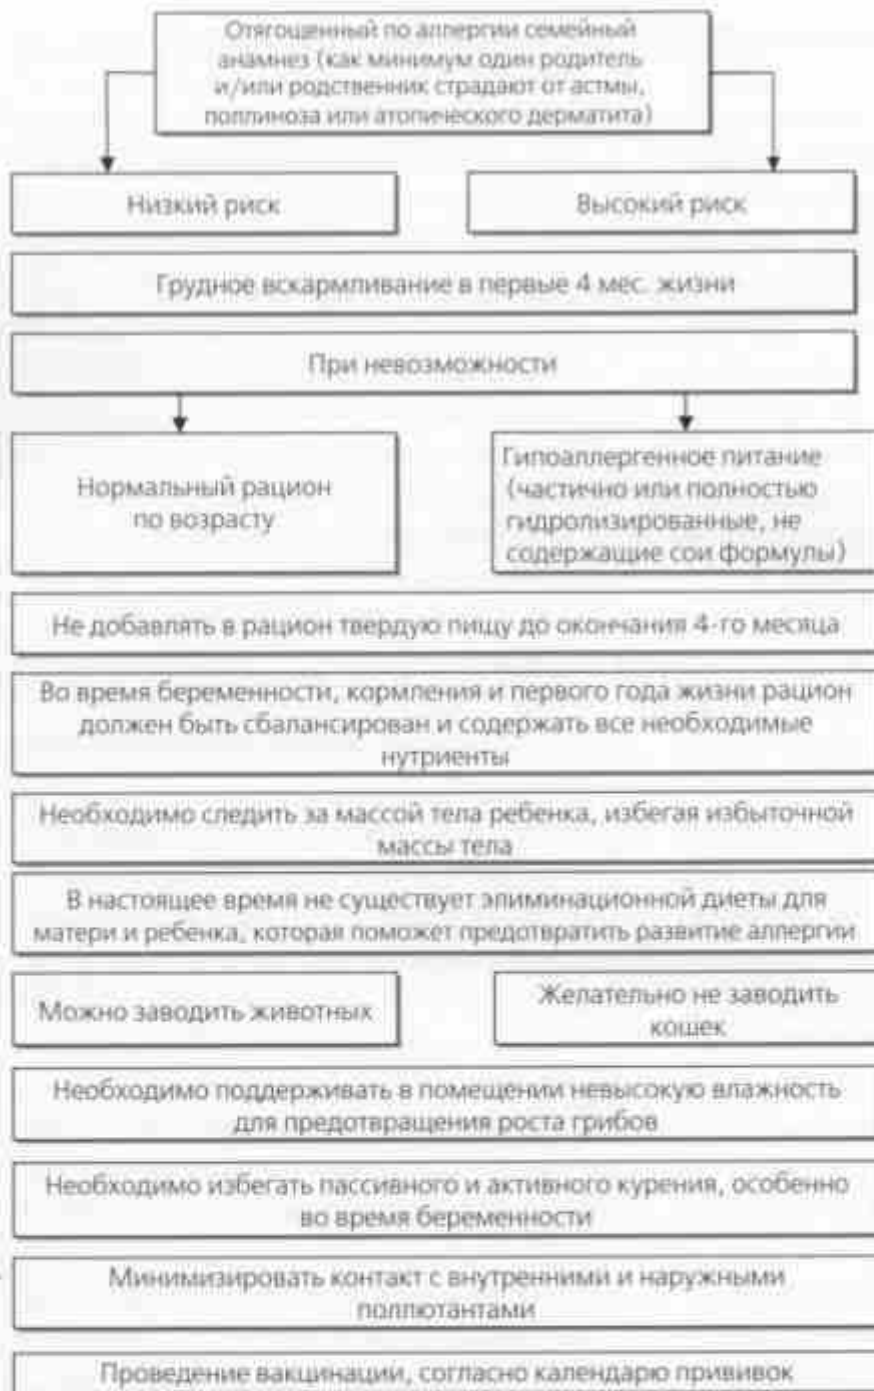 Отягощенный по аллергии семейный
анамнез (как минимум один родитель
и/или родственник страдают от астмы,
поллиноза или атопического дерматита)
Низкий риск
Высокий риск
Грудное вскармливание в первые 4 мес. жизни
При невозможности
Нормальный рацион
по возрасту
Гипоаллергенное питание
(частично или полностью
гидролизированные, не
содержащие сои формулы)
Не добавлять в рацион твердую пищу до окончания 4-го месяца
Во время беременности, кормления и первого года жизни рацион
должен быть сбалансирован и содержать все необходимые
нутриенты
Необходимо следить за массой тела ребенка, избегая избыточной
массы тела
В настоящее время не существует элиминационной диеты для
матери и ребенка, которая поможет предотвратить развитие аллергии
Можно заводить животных
Желательно не заводить
кошек
Необходимо поддерживать в помещении невысокую влажность
для предотвращения роста грибов
Необходимо избегать пассивного и активного курения, особенно
во время беременности
Минимизировать контакт с внутренними и наружными
поллютантами
Проведение вакцинации, согласно календарю прививок